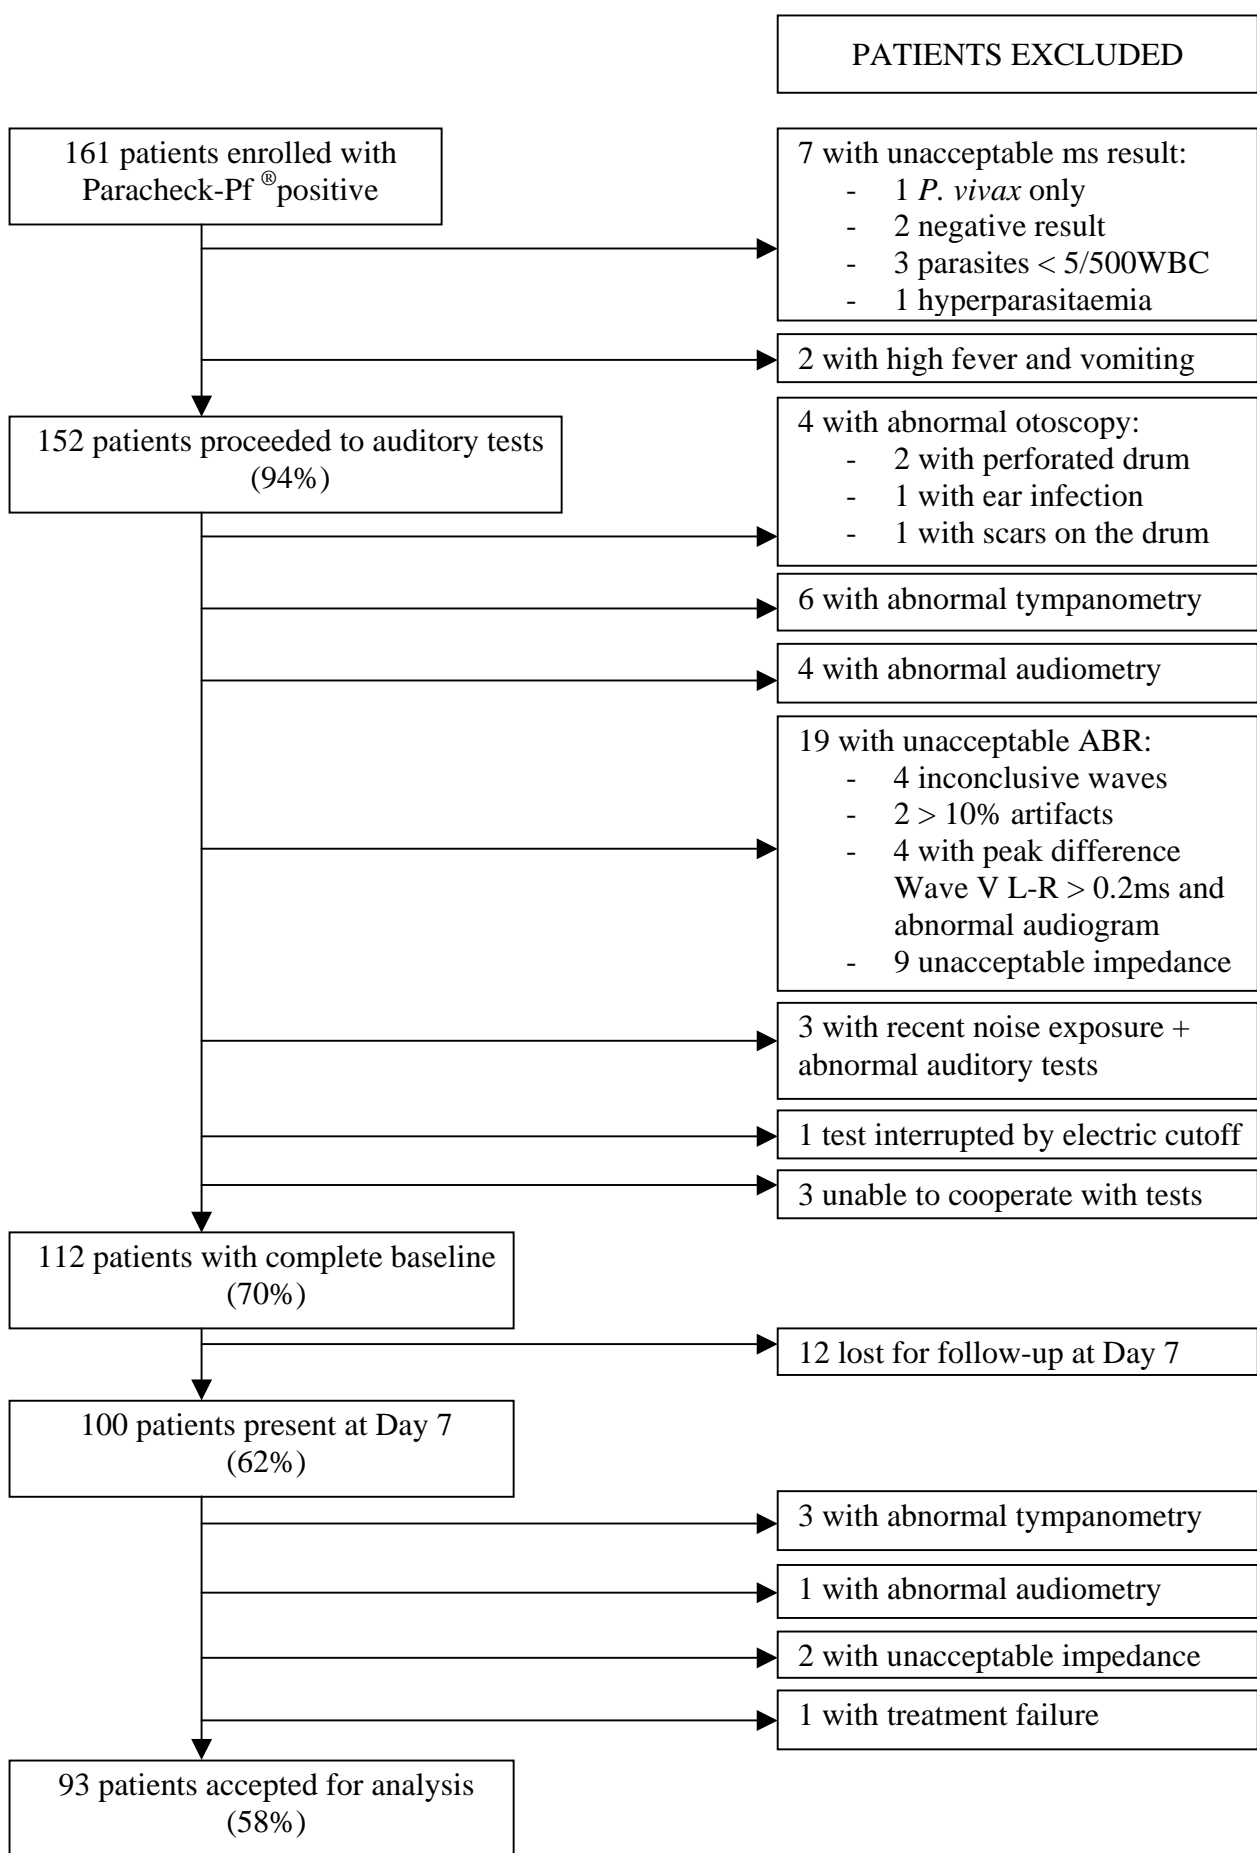 PATIENTS EXCLUDED
161 patients enrolled with
Paracheck-Pf ® positive
7 with unacceptable ms result:
- 1 P. vivax only
- 2 negative result
- 3 parasites < 5/500WBC
- 1 hyperparasitaemia
2 with high fever and vomiting
152 patients proceeded to auditory tests
(94%)
4 with abnormal otoscopy:
- 2 with perforated drum
- 1 with ear infection
- 1 with scars on the drum
6 with abnormal tympanometry
4 with abnormal audiometry
19 with unacceptable ABR:
- 4 inconclusive waves
- 2 > 10% artifacts
- 4 with peak difference
Wave V L-R > 0.2ms and
abnormal audiogram
- 9 unacceptable impedance
3 with recent noise exposure +
abnormal auditory tests
1 test interrupted by electric cutoff
3 unable to cooperate with tests
112 patients with complete baseline
(70%)
12 lost for follow-up at Day 7
100 patients present at Day 7
(62%)
3 with abnormal tympanometry
1 with abnormal audiometry
2 with unacceptable impedance
1 with treatment failure
93 patients accepted for analysis
(58%)